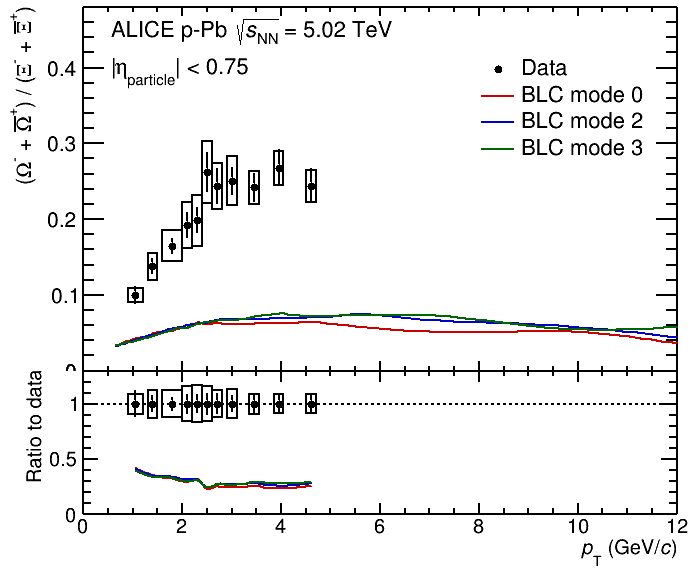 ALICE p-Pb √s_NN = 5.02 TeV
|η_particle| < 0.75
Data
BLC mode 0
BLC mode 2
BLC mode 3
(Ω⁻ + Ω̅⁺) / (Ξ⁻ + Ξ̅⁺)
0.4
0.3
0.2
0.1
0
Ratio to data
1
0.5
0
0 2 4 6 8 10 12
p_T (GeV/c)